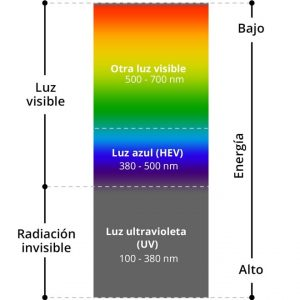 Bajo
Otra luz visible
500 - 700 nm
Luz
visible
Luz azul (HEV)
380 - 500 nm
Energía
Radiación
invisible
Luz ultravioleta
(UV)
100 - 380 nm
Alto